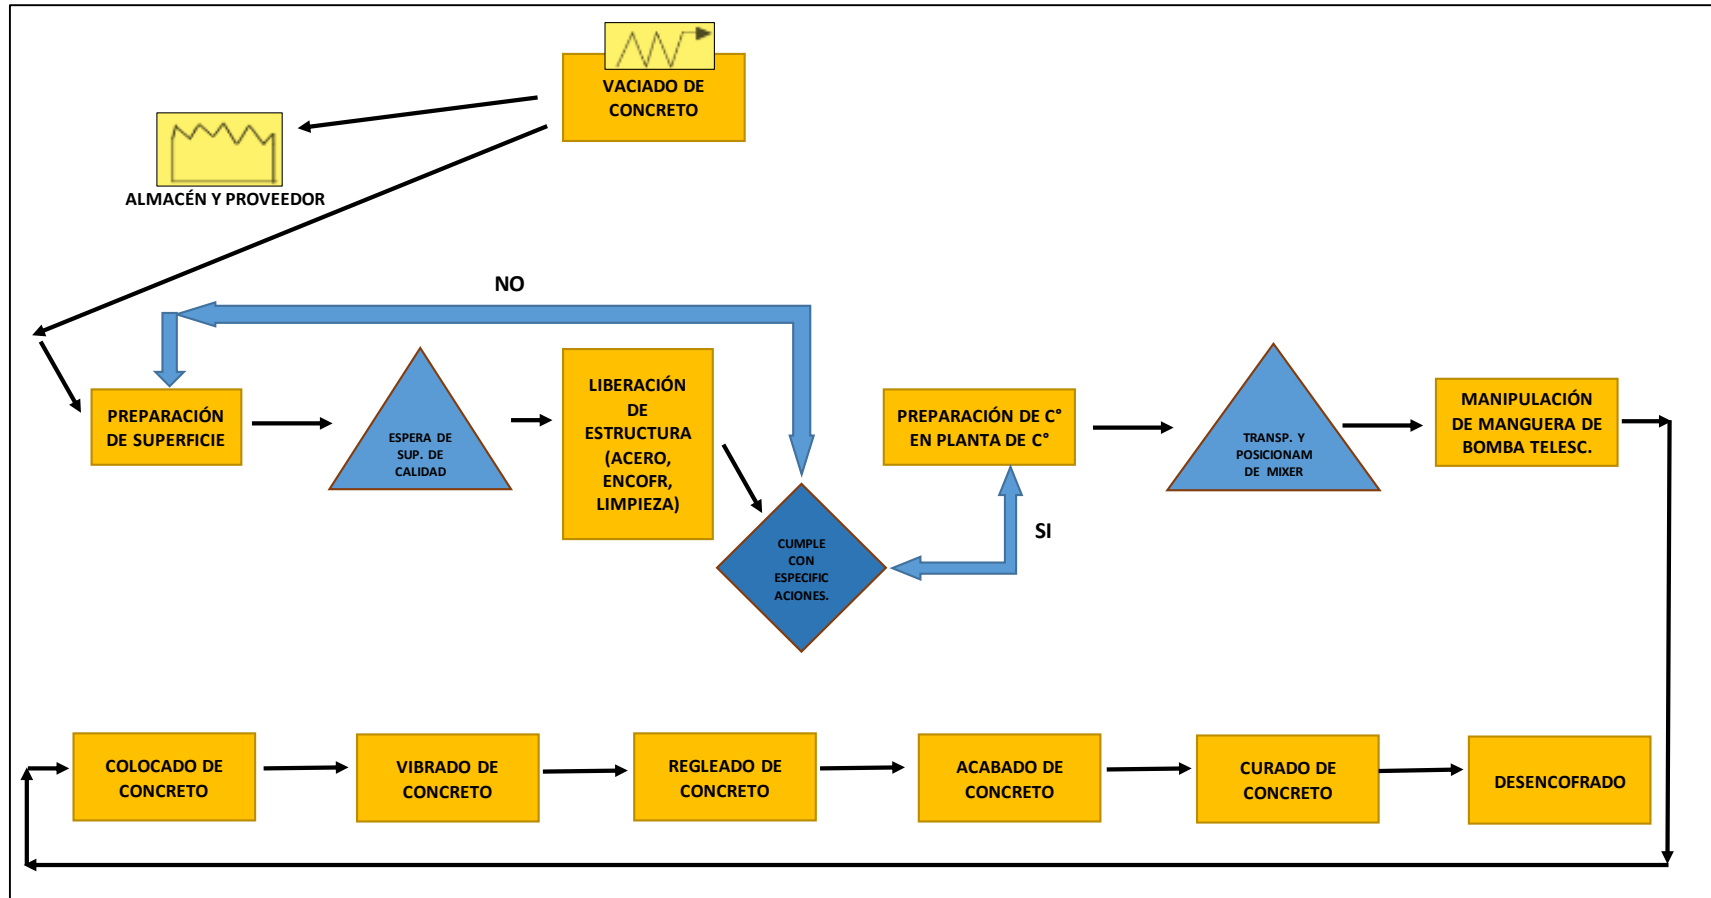 VACIADO DE
CONCRETO
ALMACÉN Y PROVEEDOR
NO
PREPARACIÓN
DE SUPERFICIE
ESPERA DE
SUP. DE
CALIDAD
LIBERACIÓN
DE
ESTRUCTURA
(ACERO,
ENCOFR,
LIMPIEZA)
CUMPLE
CON
ESPECIFIC
ACIONES.
SI
PREPARACIÓN DE C°
EN PLANTA DE C°
TRANSP. Y
POSICIONAM
DE MIXER
MANIPULACIÓN
DE MANGUERA DE
BOMBA TELESC.
COLOCADO DE
CONCRETO
VIBRADO DE
CONCRETO
REGLEADO DE
CONCRETO
ACABADO DE
CONCRETO
CURADO DE
CONCRETO
DESENCOFRADO